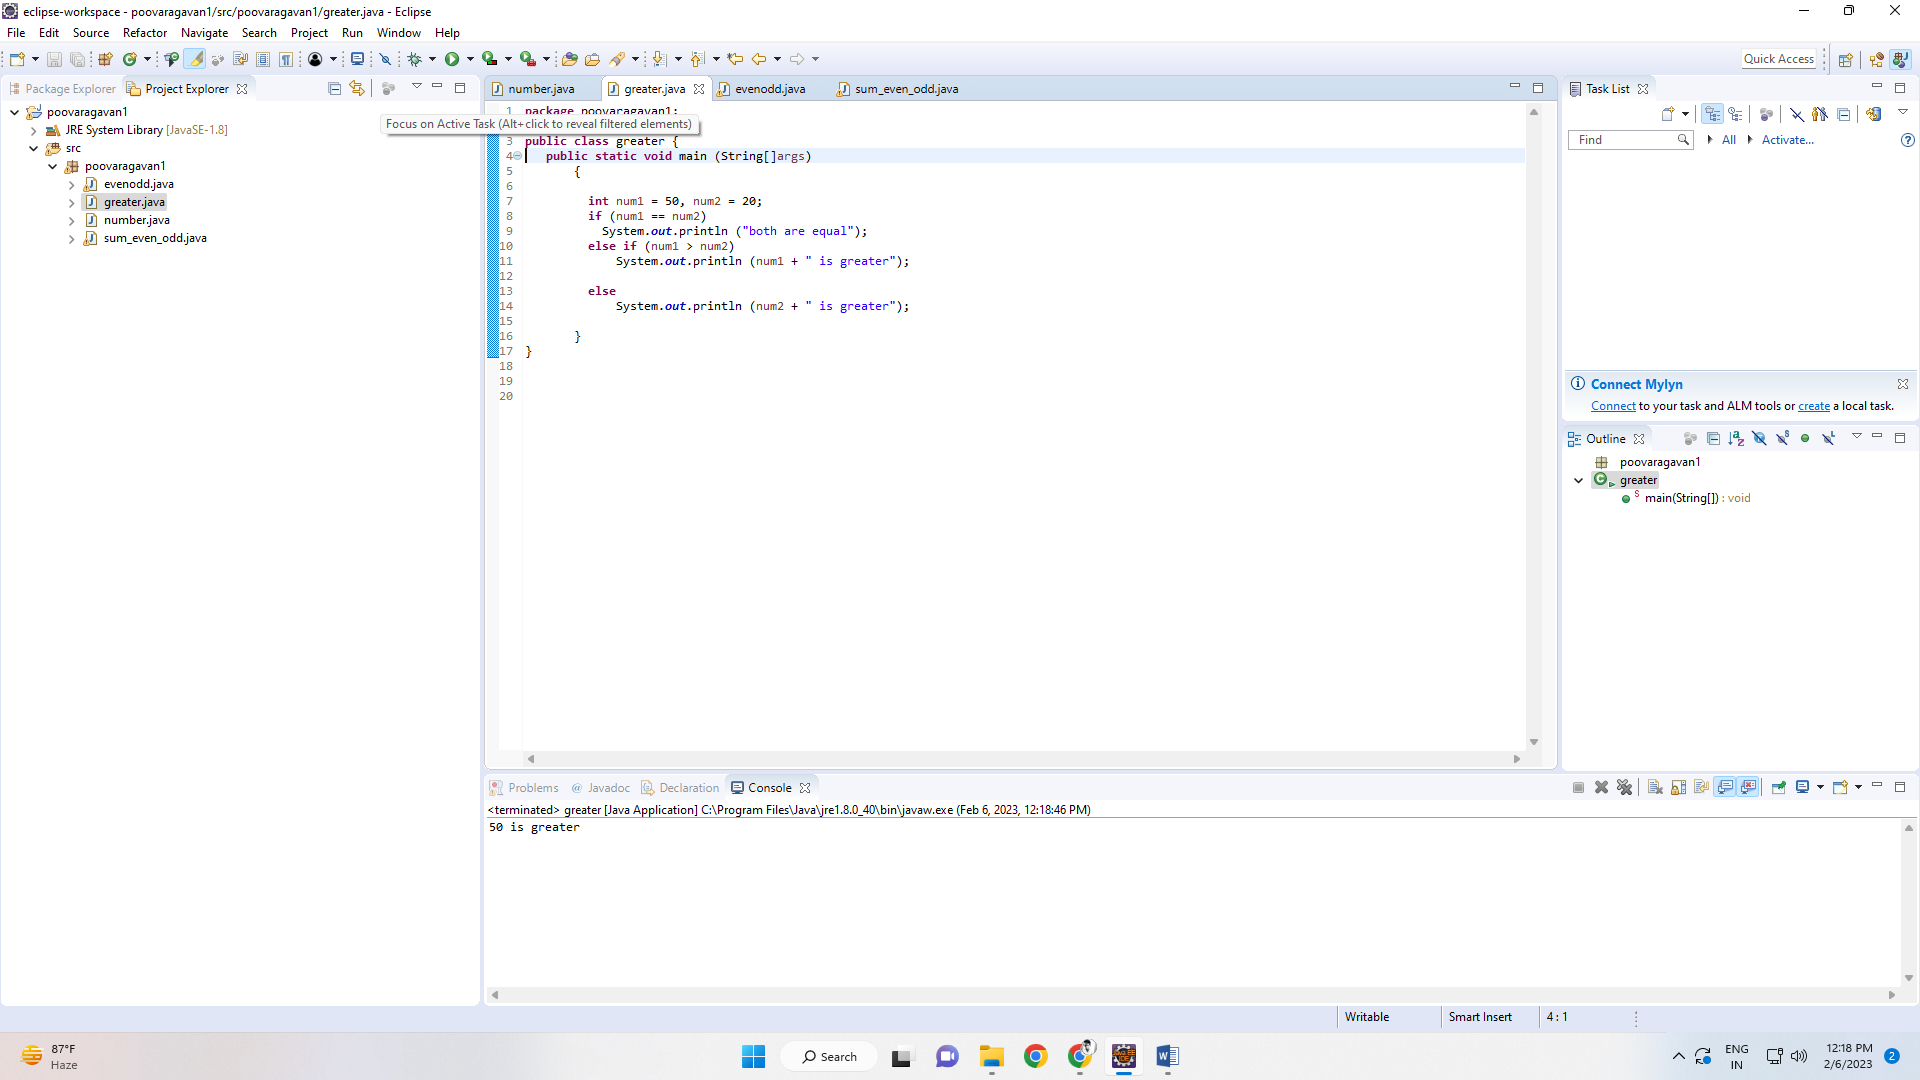 eclipse-workspace - poovaragavan1/src/poovaragavan1/greater.java - Eclipse
File Edit Source Refactor Navigate Search Project Run Window Help
Quick Access
Package Explorer Project Explorer
poovaragavan1
JRE System Library [JavaSE-1.8]
src
poovaragavan1
evenodd.java
greater.java
number.java
sum_even_odd.java
number.java greater.java evenodd.java sum_even_odd.java
1 package poovaragavan1;
Focus on Active Task (Alt+click to reveal filtered elements)
3 public class greater {
4 public static void main (String[]args)
5 {
6
7 int num1 = 50, num2 = 20;
8 if (num1 == num2)
9 System.out.println ("both are equal");
10 else if (num1 > num2)
11 System.out.println (num1 + " is greater");
12
13 else
14 System.out.println (num2 + " is greater");
15
16 }
17 }
18
19
20
Task List
Find All Activate...
Connect Mylyn
Connect to your task and ALM tools or create a local task.
Outline
poovaragavan1
greater
main(String[]) : void
Problems @ Javadoc Declaration Console
<terminated> greater [Java Application] C:\Program Files\Java\jre1.8.0_40\bin\javaw.exe (Feb 6, 2023, 12:18:46 PM)
50 is greater
Writable Smart Insert 4 : 1
87°F
Haze
Search
ENG
IN
12:18 PM
2/6/2023
2